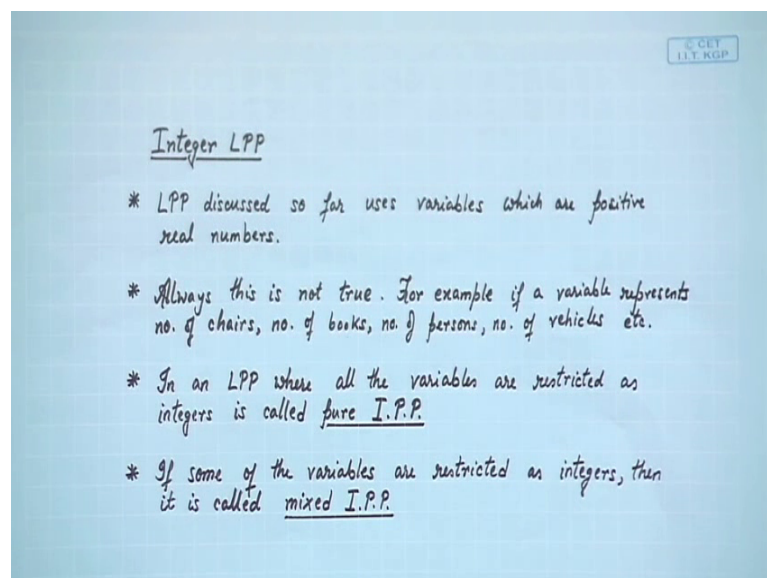 © CET
I.I.T. KGP
Integer LPP
* LPP discussed so far uses variables which are positive
real numbers.
* Always this is not true. For example if a variable represents
no. of chairs, no. of books, no. of persons, no. of vehicles etc.
* In an LPP where all the variables are restricted as
integers is called pure I.P.P.
* If some of the variables are restricted as integers, then
it is called mixed I.P.P.